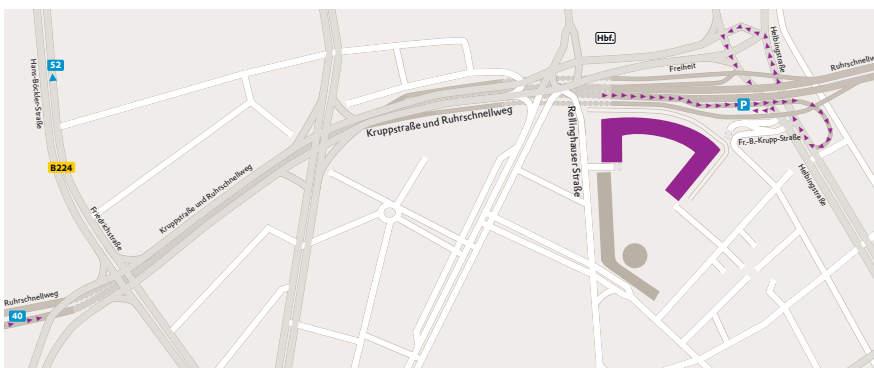 Hbf.
Helbingstraße
52
Hans-Böckler-Straße
Freiheit
Ruhrschnellw
P
Kruppstraße und Ruhrschnellweg
Rellinghauser Straße
Fr.-B.-Krupp-Straße
B224
Kruppstraße und Ruhrschnellweg
Helbingstraße
Friedrichstraße
Ruhrschnellweg
40